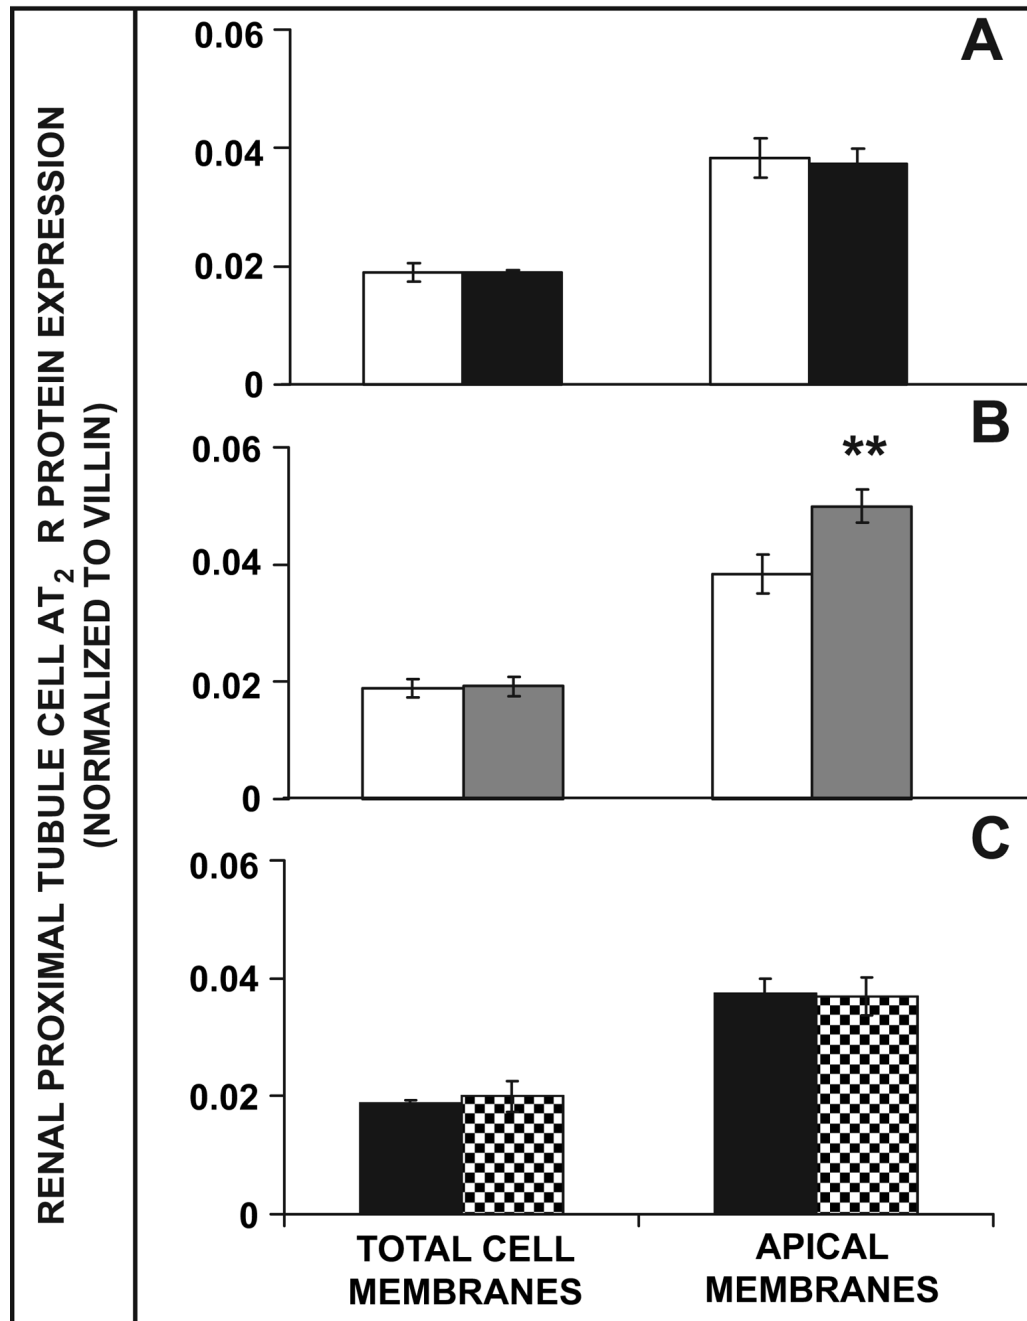 RENAL PROXIMAL TUBULE CELL AT2 R PROTEIN EXPRESSION
(NORMALIZED TO VILLIN)
A
0.06
0.04
0.02
0
B
0.06
**
0.04
0.02
0
C
0.06
0.04
0.02
0
TOTAL CELL
MEMBRANES
APICAL
MEMBRANES